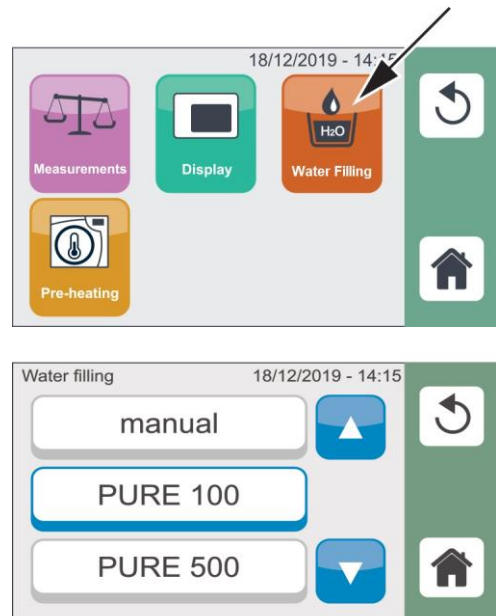 18/12/2019 - 14:15
Measurements
Display
H2O
Water Filling
Pre-heating
Water filling
18/12/2019 - 14:15
manual
PURE 100
PURE 500